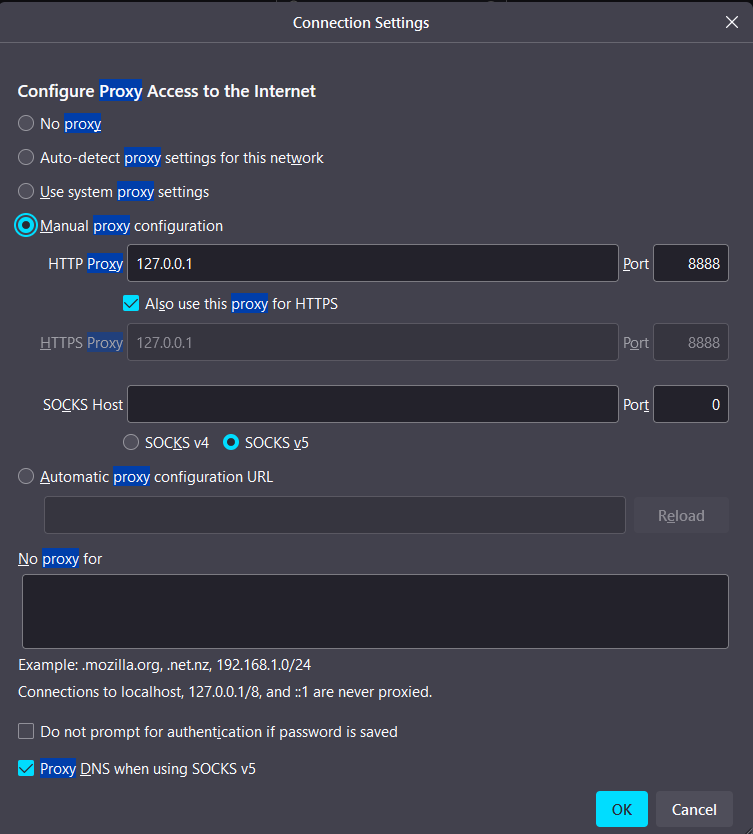 Connection Settings
Configure Proxy Access to the Internet
No proxy
Auto-detect proxy settings for this network
Use system proxy settings
Manual proxy configuration
HTTP Proxy 127.0.0.1 Port 8888
Also use this proxy for HTTPS
HTTPS Proxy 127.0.0.1 Port 8888
SOCKS Host Port 0
SOCKS v4 SOCKS v5
Automatic proxy configuration URL
Reload
No proxy for
Example: .mozilla.org, .net.nz, 192.168.1.0/24
Connections to localhost, 127.0.0.1/8, and ::1 are never proxied.
Do not prompt for authentication if password is saved
Proxy DNS when using SOCKS v5
OK Cancel